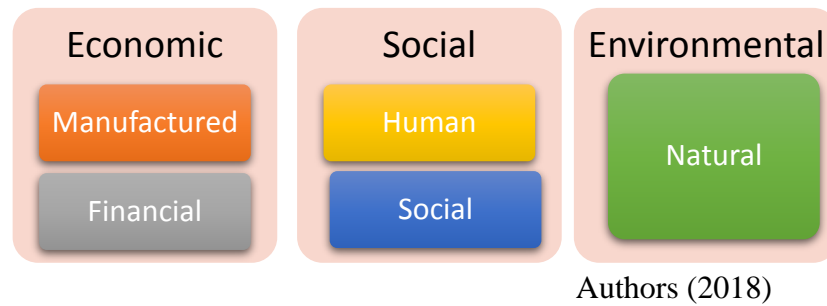 Economic
Manufactured
Financial
Social
Human
Social
Environmental
Natural
Authors (2018)